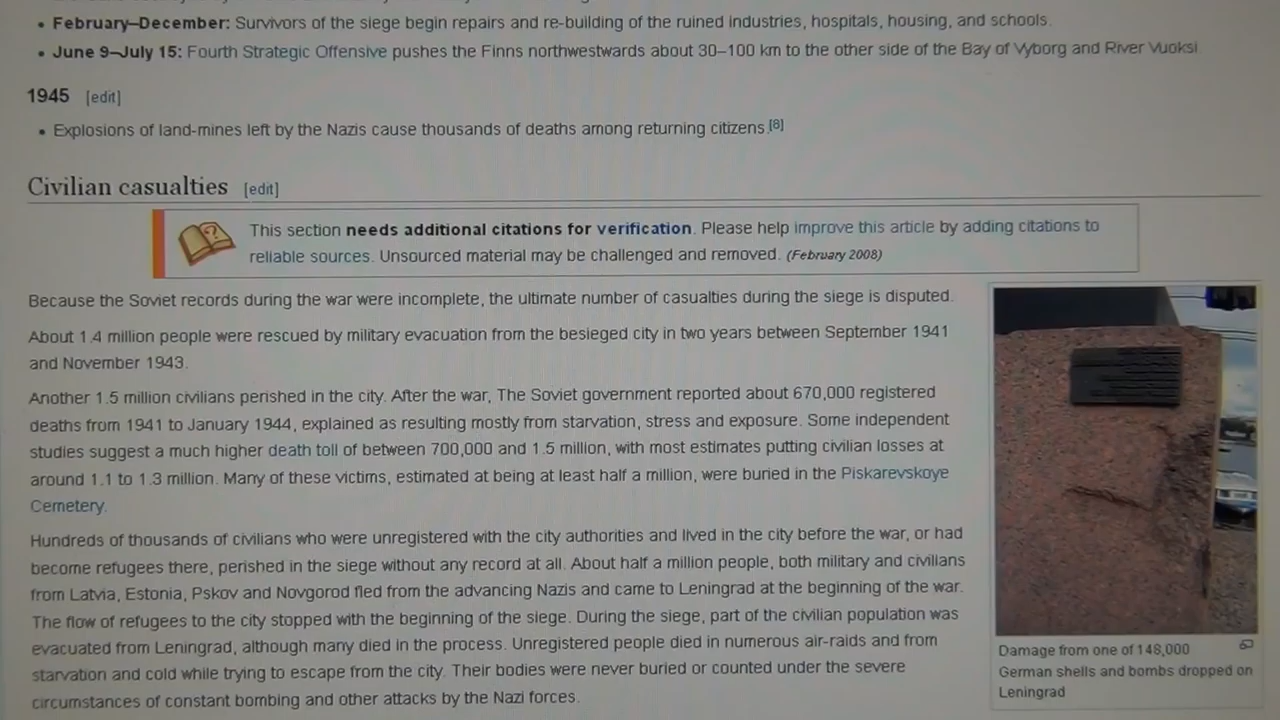 • February–December: Survivors of the siege begin repairs and re-building of the ruined industries, hospitals, housing, and schools.
• June 9–July 15: Fourth Strategic Offensive pushes the Finns northwestwards about 30–100 km to the other side of the Bay of Vyborg and River Vuoksi.
1945 [edit]
• Explosions of land-mines left by the Nazis cause thousands of deaths among returning citizens.[8]
Civilian casualties [edit]
This section needs additional citations for verification. Please help improve this article by adding citations to
reliable sources. Unsourced material may be challenged and removed. (February 2008)
Because the Soviet records during the war were incomplete, the ultimate number of casualties during the siege is disputed.
About 1.4 million people were rescued by military evacuation from the besieged city in two years between September 1941
and November 1943.
Another 1.5 million civilians perished in the city. After the war, The Soviet government reported about 670,000 registered
deaths from 1941 to January 1944, explained as resulting mostly from starvation, stress and exposure. Some independent
studies suggest a much higher death toll of between 700,000 and 1.5 million, with most estimates putting civilian losses at
around 1.1 to 1.3 million. Many of these victims, estimated at being at least half a million, were buried in the Piskarevskoye
Cemetery.
Hundreds of thousands of civilians who were unregistered with the city authorities and lived in the city before the war, or had
become refugees there, perished in the siege without any record at all. About half a million people, both military and civilians
from Latvia, Estonia, Pskov and Novgorod fled from the advancing Nazis and came to Leningrad at the beginning of the war.
The flow of refugees to the city stopped with the beginning of the siege. During the siege, part of the civilian population was
evacuated from Leningrad, although many died in the process. Unregistered people died in numerous air-raids and from
starvation and cold while trying to escape from the city. Their bodies were never buried or counted under the severe
circumstances of constant bombing and other attacks by the Nazi forces.
Damage from one of 148,000
German shells and bombs dropped on
Leningrad